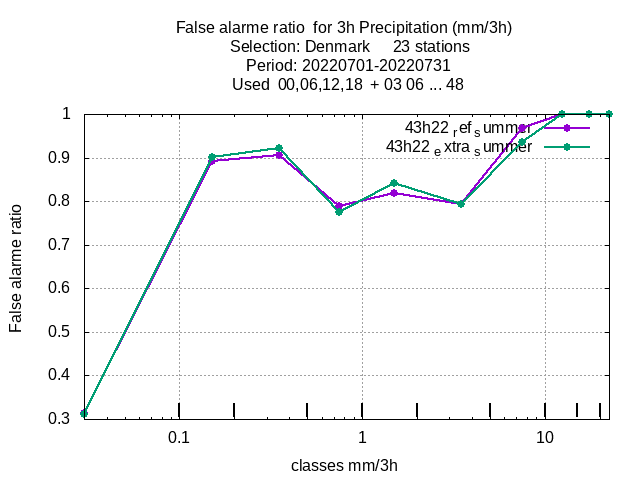 False alarme ratio  for 3h Precipitation (mm/3h)
Selection: Denmark     23 stations
Period: 20220701-20220731
Used  00,06,12,18  + 03 06 ... 48
43h22 ref summer
43h22 extra summer
1
0.9
0.8
0.7
0.6
0.5
0.4
0.3
False alarme ratio
0.1
1
10
classes mm/3h